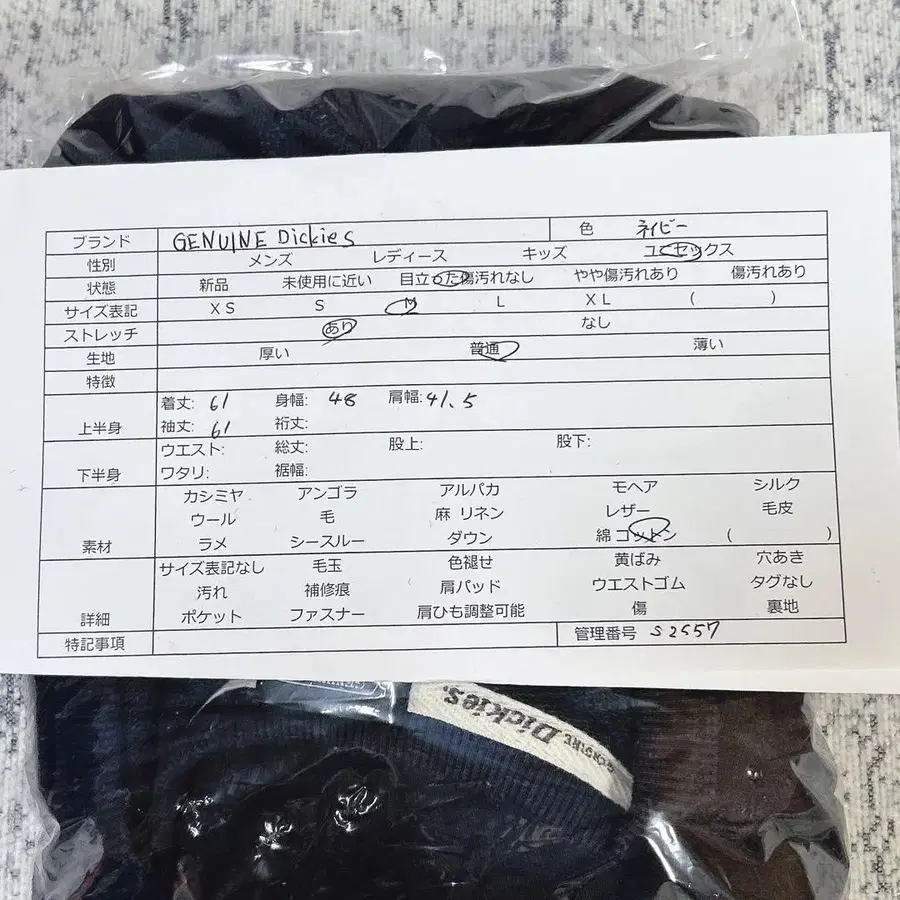 ブランド GENUINE Dickies 色 ネイビー
性別 メンズ レディース キッズ ユニセックス
状態 新品 未使用に近い 目立った傷汚れなし やや傷汚れあり 傷汚れあり
サイズ表記 XS S M L XL ( )
ストレッチ あり なし
生地 厚い 普通 薄い
特徴
上半身 着丈: 61 身幅: 48 肩幅: 41.5
袖丈: 61 裄丈:
下半身 ウエスト: 総丈: 股上: 股下:
ワタリ: 裾幅:
素材 カシミヤ アンゴラ アルパカ モヘア シルク
ウール 毛 麻 リネン レザー 毛皮
ラメ シースルー ダウン 綿 コットン ( )
詳細 サイズ表記なし 毛玉 色褪せ 黄ばみ 穴あき
汚れ 補修痕 肩パッド ウエストゴム タグなし
ポケット ファスナー 肩ひも調整可能 傷 裏地
特記事項 管理番号 S2557
GENUINE Dickies.